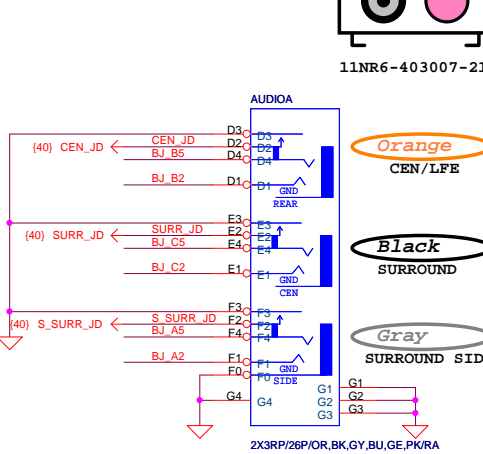 11NR6-403007-21
AUDIOA
D3 D3
{40} CEN_JD CEN_JD D2 D2
BJ_B5 D4 D4
BJ_B2 D1 D1
GND
REAR
Orange
CEN/LFE
E3 E3
{40} SURR_JD SURR_JD E2 E2
BJ_C5 E4 E4
BJ_C2 E1 E1
GND
CEN
Black
SURROUND
F3 F3
{40} S_SURR_JD S_SURR_JD F2 F2
BJ_A5 F4 F4
BJ_A2 F1 F1
GND
F0 F0
SIDE
Gray
SURROUND SID
G4 G4
G1 G1
G2 G2
G3 G3
2X3RP/26P/OR,BK,GY,BU,GE,PK/RA